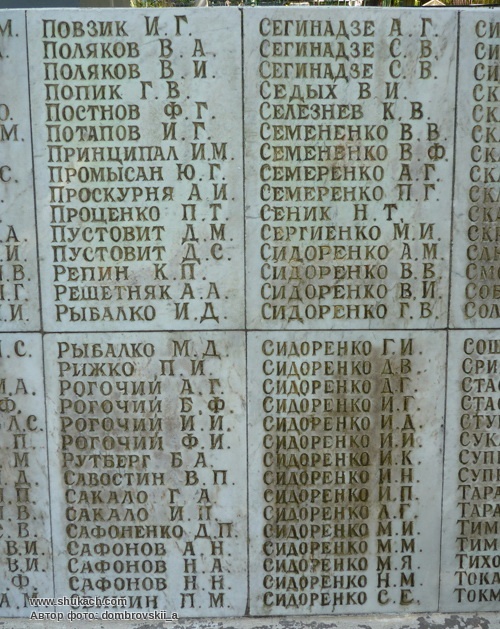 ПОВЗИК И.Г.
ПОЛЯКОВ В.А.
ПОЛЯКОВ В.И.
ПОПИК Г.В.
ПОСТНОВ Ф.Г.
ПОТАПОВ И.Г.
ПРИНЦИПАЛ И.М.
ПРОМЫСАН Ю.Г.
ПРОСКУРНЯ А.И.
ПРОЦЕНКО П.Т.
ПУСТОВИТ Д.М.
ПУСТОВИТ Д.С.
РЕПИН К.П.
РЕШЕТНЯК А.А.
РЫБАЛКО И.Д.
РЫБАЛКО М.Д.
РИЖКО П.И.
РОГОЧИЙ А.Г.
РОГОЧИЙ Б.Ф.
РОГОЧИЙ И.И.
РОГОЧИЙ Ф.И.
РУТБЕРГ Б.А.
САВОСТИН В.П.
САКАЛО Г.А.
САКАЛО И.П.
САФОНЕНКО Д.П.
САФОНОВ А.Н.
САФОНОВ Н.А.
САФОНОВ Н.Н.
П.М.
СЕГИНАДЗЕ А.Г.
СЕГИНАДЗЕ С.В.
СЕГИНАДЗЕ С.В.
СЕДЫХ В.И.
СЕЛЕЗНЕВ К.В.
СЕМЕНЕНКО В.В.
СЕМЕНЕНКО В.Ф.
СЕМЕРЕНКО А.Г.
СЕМЕРЕНКО П.Г.
СЕНИК Н.Т.
СЕРГИЕНКО М.И.
СИДОРЕНКО А.М.
СИДОРЕНКО В.В.
СИДОРЕНКО В.И.
СИДОРЕНКО Г.В.
СИДОРЕНКО Г.И.
СИДОРЕНКО Д.В.
СИДОРЕНКО Д.Г.
СИДОРЕНКО И.Г.
СИДОРЕНКО И.Д.
СИДОРЕНКО И.И.
СИДОРЕНКО И.К.
СИДОРЕНКО И.Н.
СИДОРЕНКО И.П.
СИДОРЕНКО Л.Г.
СИДОРЕНКО М.И.
СИДОРЕНКО М.М.
СИДОРЕНКО М.Я.
СИДОРЕНКО Н.М.
СИДОРЕНКО С.Е.
www.shukach.com
Автор фото: dombrovskii_a